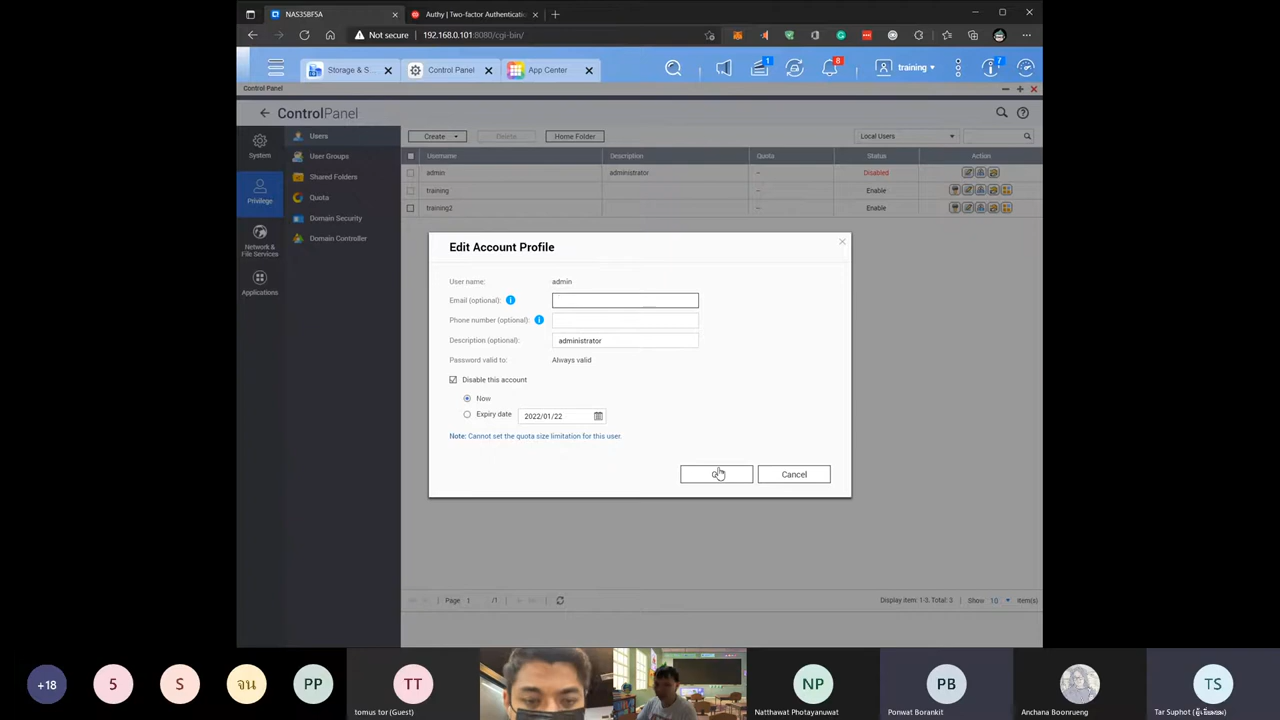 NAS35BF5A
Authy | Two-factor Authenticati
Not secure
192.168.0.101:8080/cgi-bin/
Storage & S...
Control Panel
App Center
1
8
training
7
Control Panel
ControlPanel
System
Privilege
Network &
File Services
Applications
Users
User Groups
Shared Folders
Quota
Domain Security
Domain Controller
Create
Delete
Home Folder
Local Users
Username
Description
Quota
Status
Action
admin
administrator
--
Disabled
training
--
Enable
training2
--
Enable
Edit Account Profile
User name:
admin
Email (optional):
Phone number (optional):
Description (optional):
administrator
Password valid to:
Always valid
Disable this account
Now
Expiry date
2022/01/22
Note: Cannot set the quota size limitation for this user.
Cancel
Page
1
/1
Display item: 1-3, Total: 3
Show
10
item(s)
+18
5
S
จน
PP
TT
tomus tor (Guest)
NP
Natthawat Photayanuwat
PB
Ponwat Borankit
Anchana Boonrueng
TS
Tar Suphot